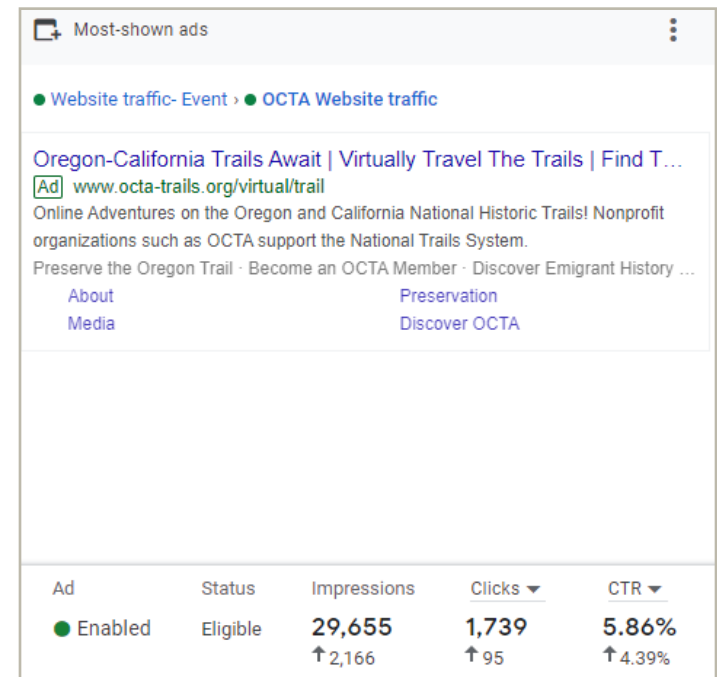 Most-shown ads
Website traffic- Event › OCTA Website traffic
Oregon-California Trails Await | Virtually Travel The Trails | Find T...
Ad www.octa-trails.org/virtual/trail
Online Adventures on the Oregon and California National Historic Trails! Nonprofit
organizations such as OCTA support the National Trails System.
Preserve the Oregon Trail · Become an OCTA Member · Discover Emigrant History ...
About Preservation
Media Discover OCTA
Ad Status Impressions Clicks CTR
Enabled Eligible 29,655 1,739 5.86%
2,166 95 4.39%